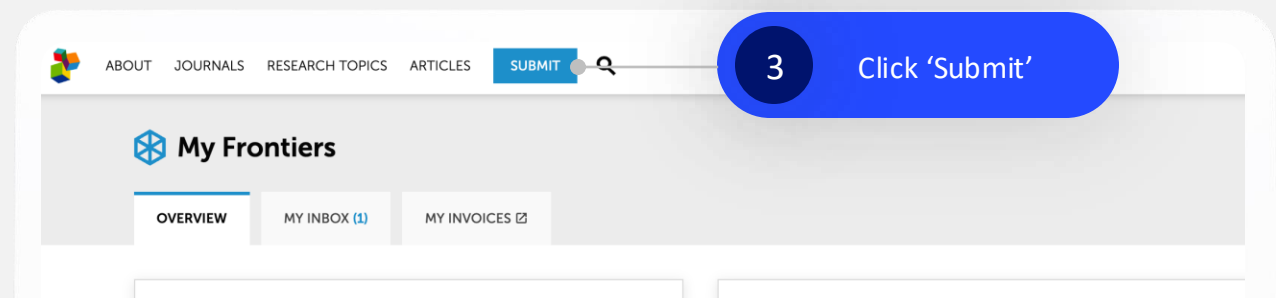 ABOUT JOURNALS RESEARCH TOPICS ARTICLES SUBMIT
3 Click ‘Submit’
My Frontiers
OVERVIEW MY INBOX (1) MY INVOICES